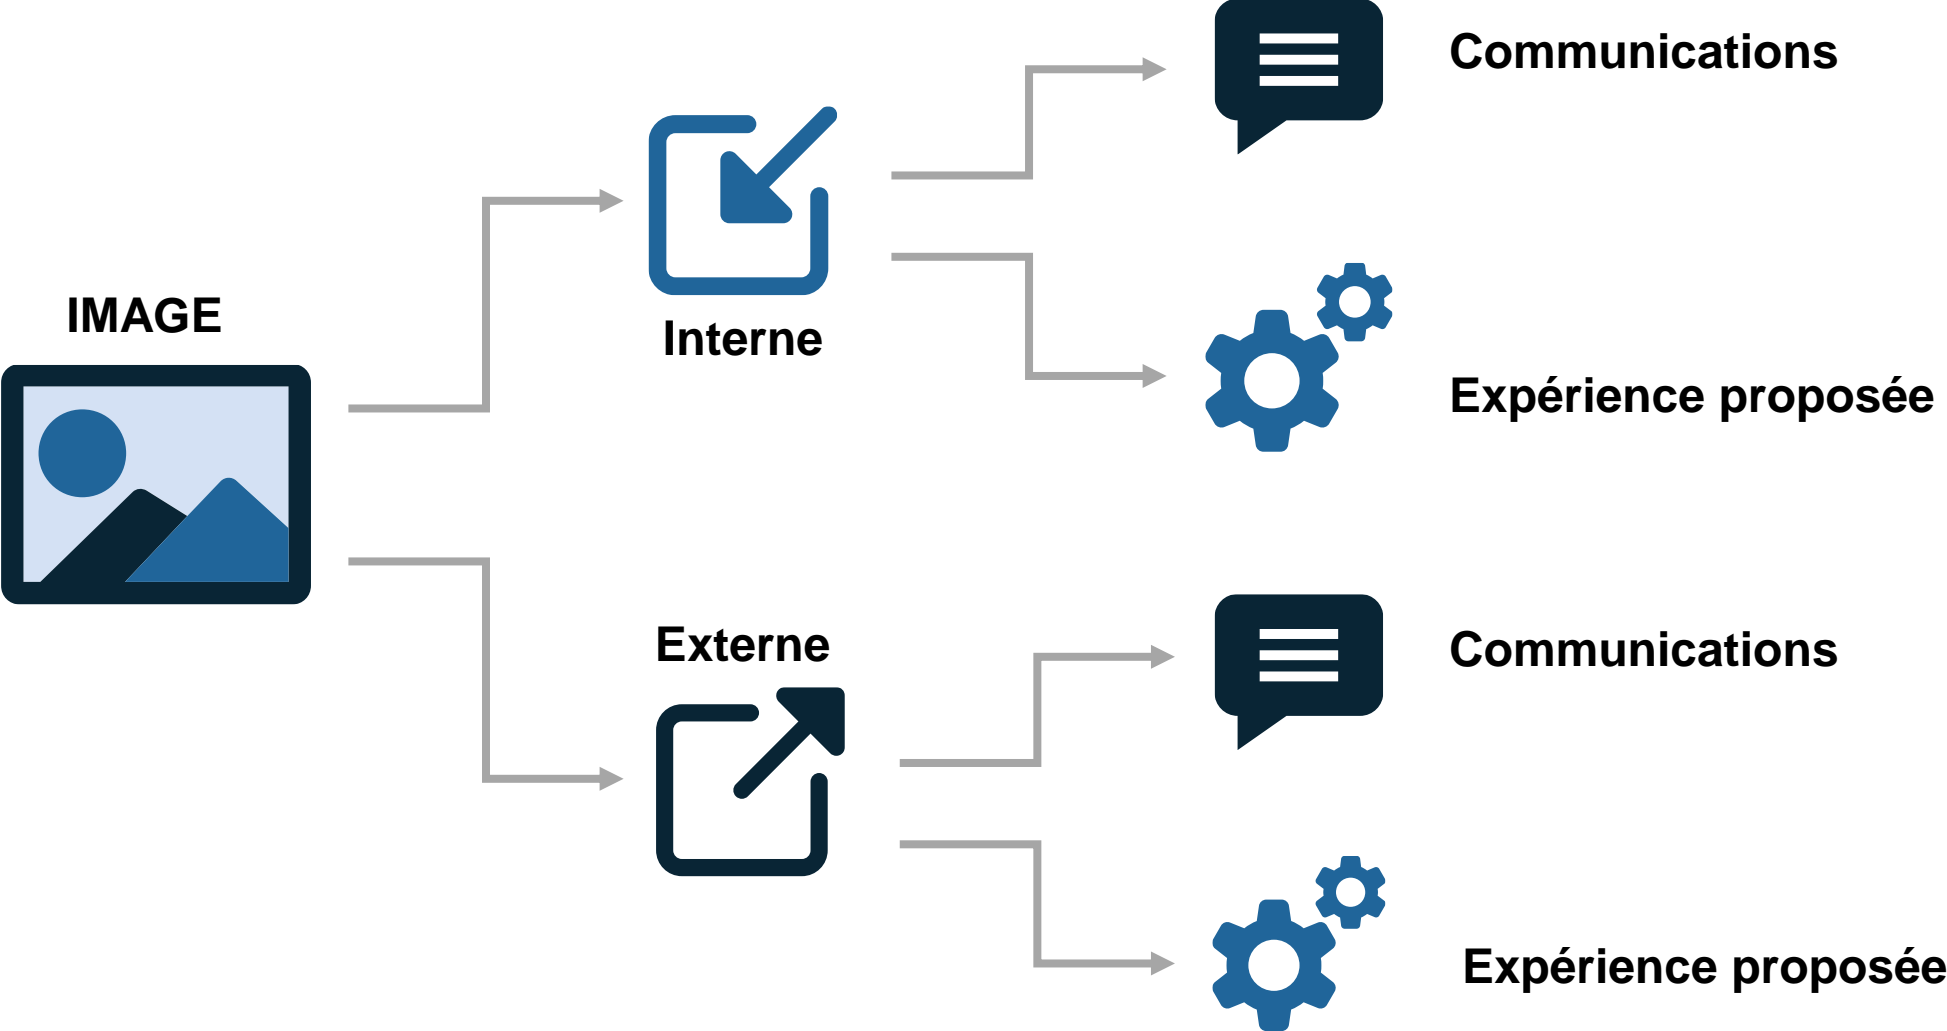 IMAGE
Interne
Communications
Expérience proposée
Externe
Communications
Expérience proposée